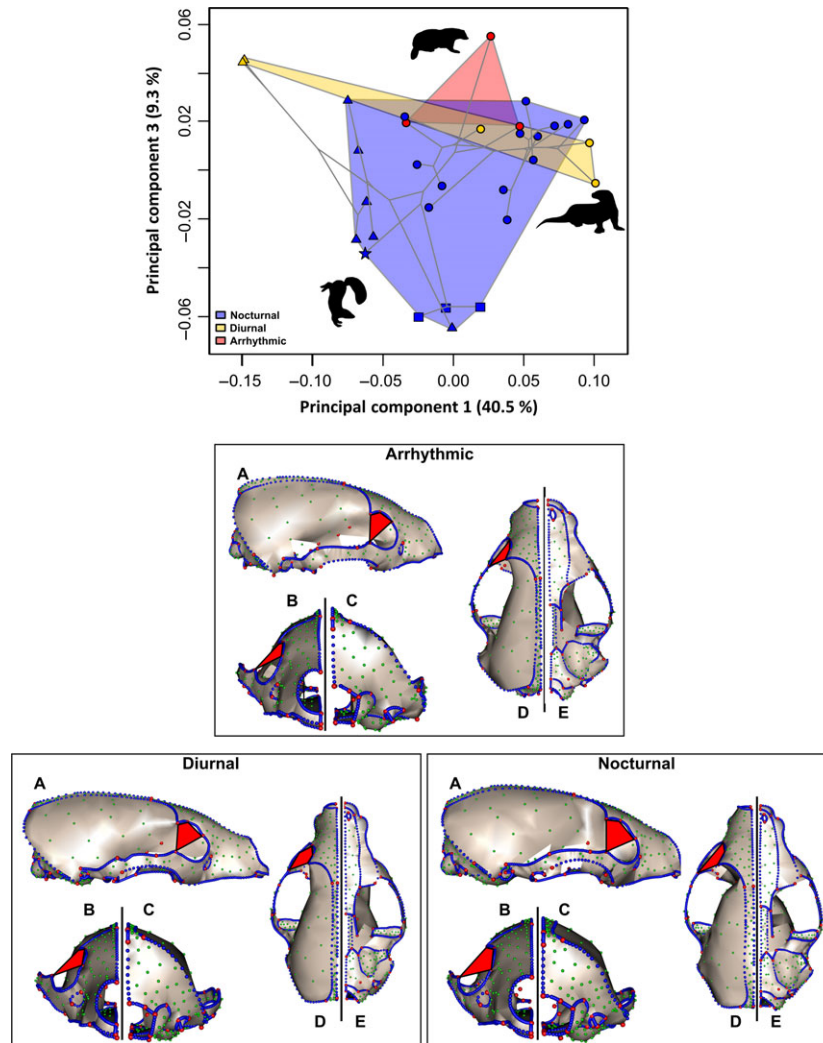 0.06
0.02
−0.02
−0.06
Principal component 3 (9.3 %)
Nocturnal
Diurnal
Arrhythmic
−0.15
−0.10
−0.05
0.00
0.05
0.10
Principal component 1 (40.5 %)
Arrhythmic
A
B
C
D
E
Diurnal
A
B
C
D
E
Nocturnal
A
B
C
D
E